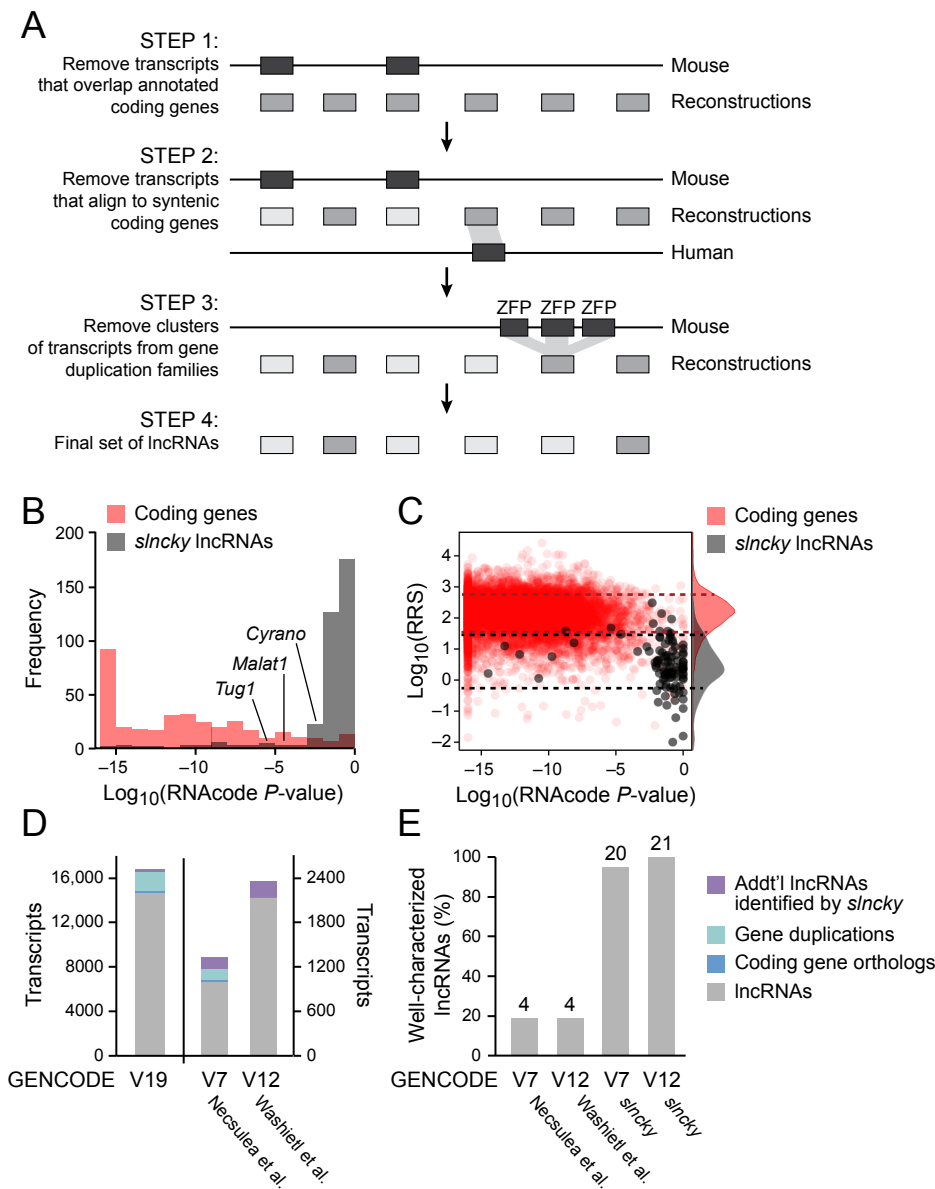 A
STEP 1:
Remove transcripts
that overlap annotated
coding genes
Mouse
Reconstructions
STEP 2:
Remove transcripts
that align to syntenic
coding genes
Mouse
Reconstructions
Human
STEP 3:
Remove clusters
of transcripts from gene
duplication families
ZFP ZFP ZFP
Mouse
Reconstructions
STEP 4:
Final set of lncRNAs
B
Coding genes
slncky lncRNAs
Frequency
200
150
100
50
0
Cyrano
Malat1
Tug1
−15 −10 −5 0
Log10(RNAcode P-value)
C
Coding genes
slncky lncRNAs
Log10(RRS)
4
3
2
1
0
−1
−2
−15 −10 −5 0
Log10(RNAcode P-value)
D
Transcripts
16,000
12,000
8000
4000
0
2400
1800
1200
600
0
Transcripts
GENCODE V19 V7 V12
Necsulea et al.
Washietl et al.
E
Well-characterized
lncRNAs (%)
100
80
60
40
20
0
4 4 20 21
GENCODE V7 V12 V7 V12
Necsulea et al.
Washietl et al.
slncky
slncky
Addt'l lncRNAs
identified by slncky
Gene duplications
Coding gene orthologs
lncRNAs